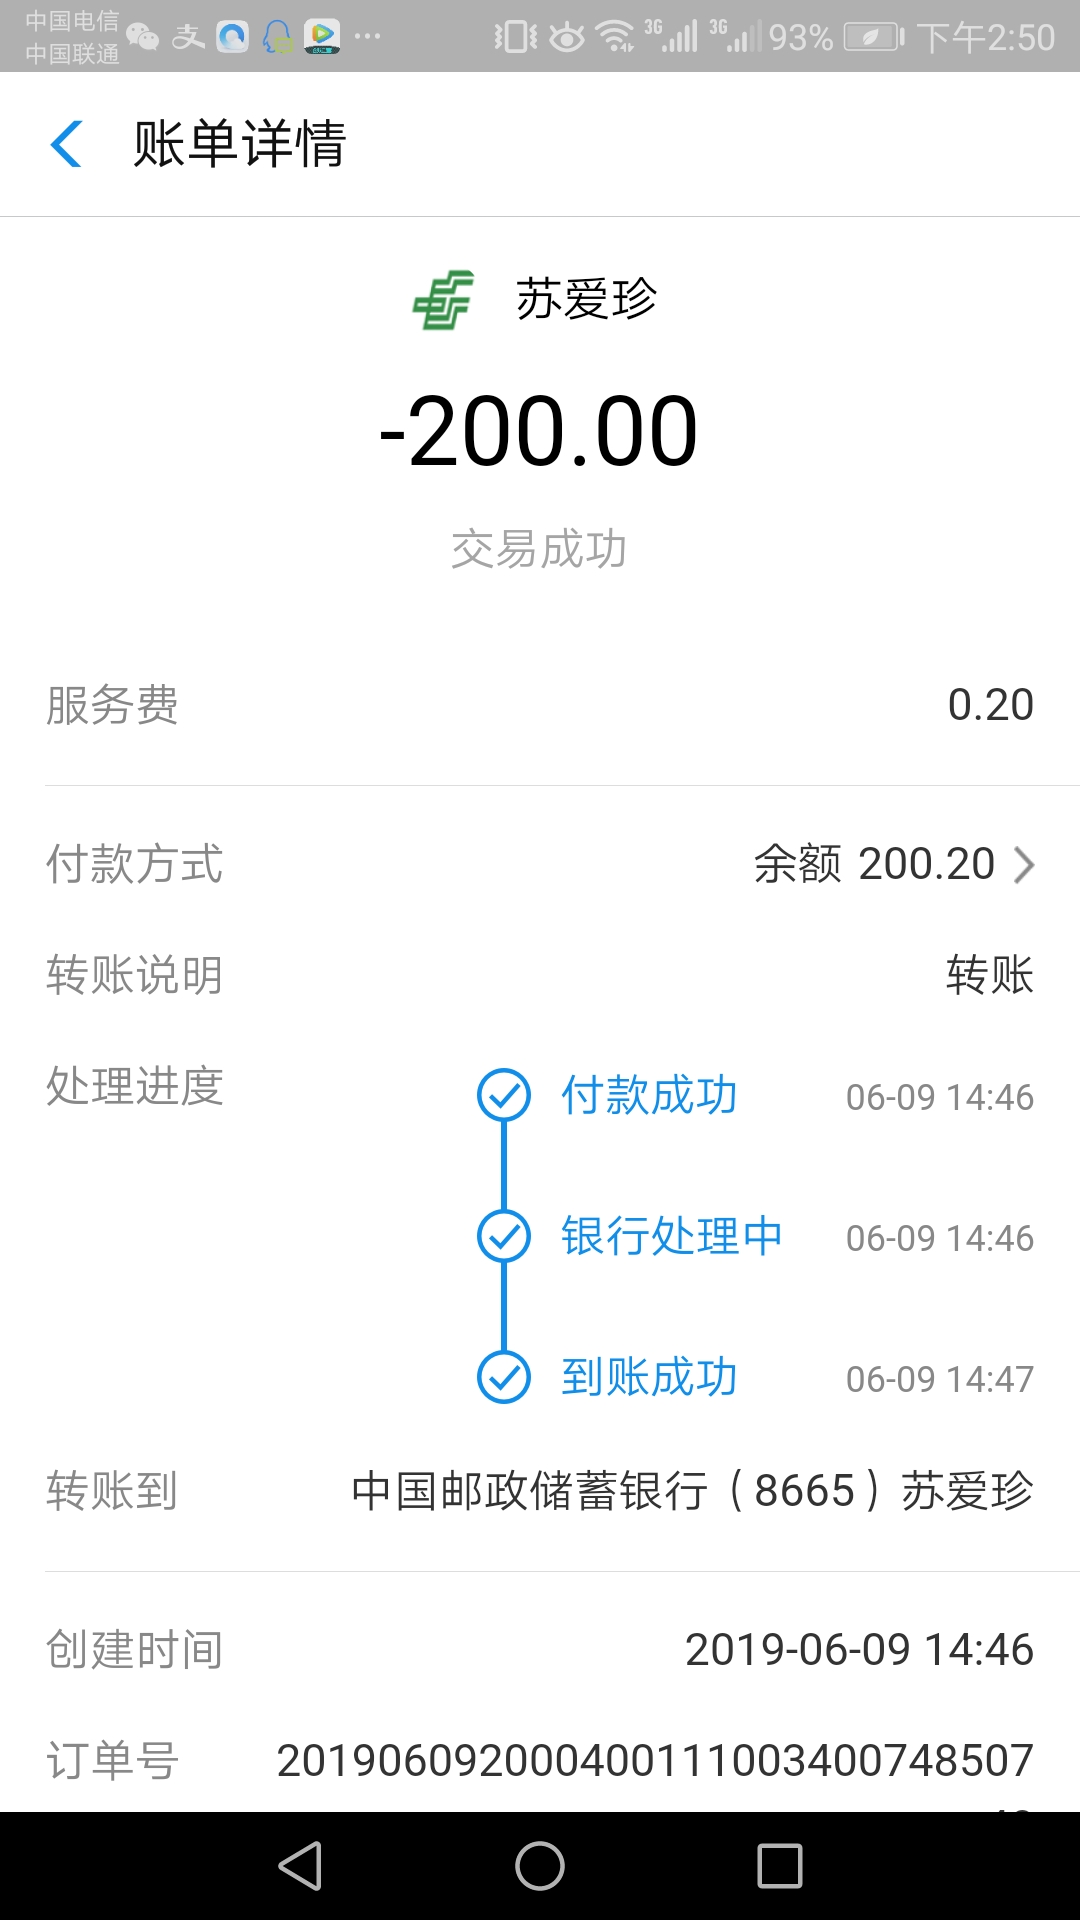 中国电信
中国联通
3G 3G 93% 下午2:50
账单详情
苏爱珍
-200.00
交易成功
服务费 0.20
付款方式 余额 200.20
转账说明 转账
处理进度 付款成功 06-09 14:46
银行处理中 06-09 14:46
到账成功 06-09 14:47
转账到 中国邮政储蓄银行（8665）苏爱珍
创建时间 2019-06-09 14:46
订单号 201906092000400111003400748507